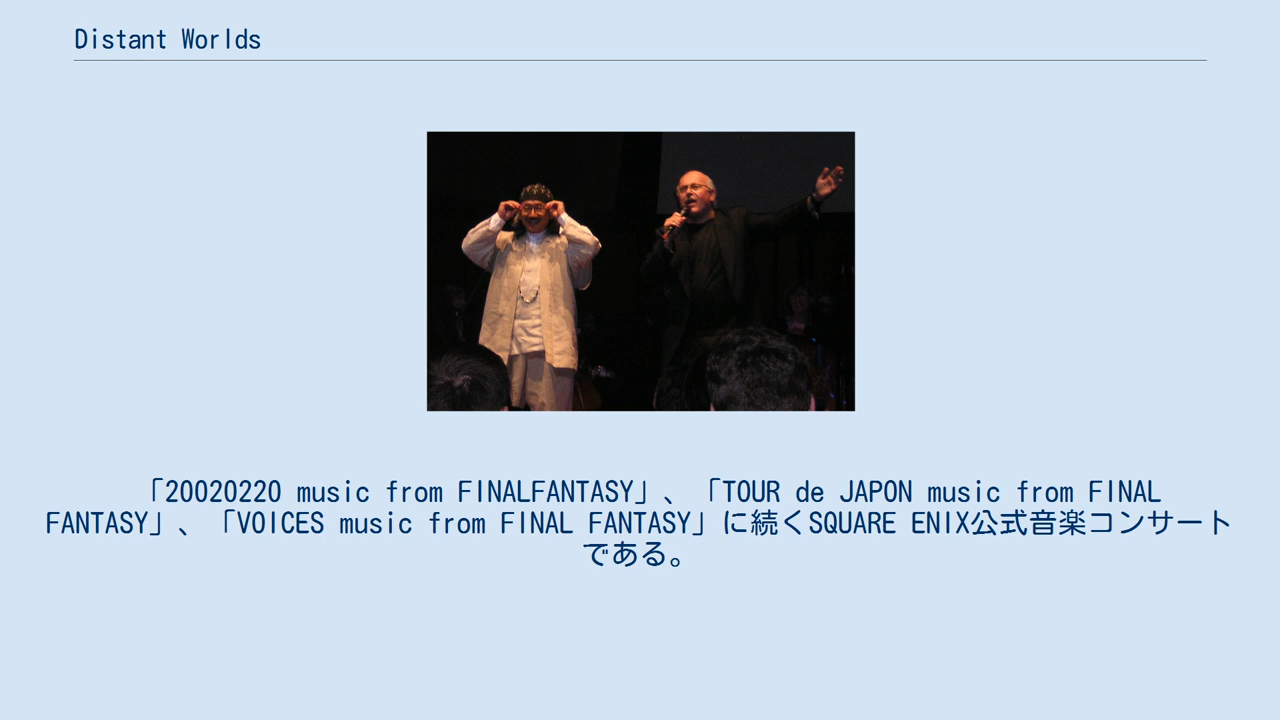 Distant Worlds
「20020220 music from FINALFANTASY」、「TOUR de JAPON music from FINAL
FANTASY」、「VOICES music from FINAL FANTASY」に続くSQUARE ENIX公式音楽コンサート
である。